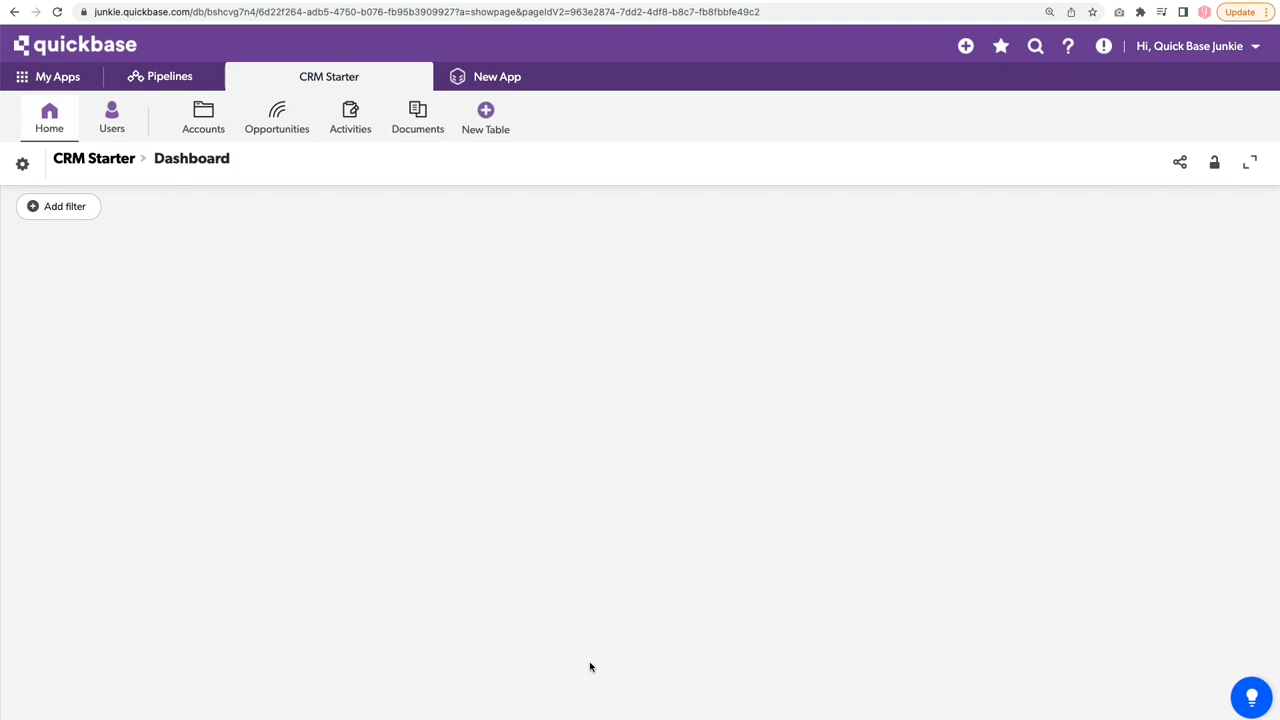 junkie.quickbase.com/db/bshcvg7n4/6d22f264-adb5-4750-b076-fb95b3909927?a=showpage&pageIdV2=963e2874-7dd2-4df8-b8c7-fb8fbbfe49c2 Update
quickbase Hi, Quick Base Junkie
My Apps Pipelines CRM Starter New App
Home Users Accounts Opportunities Activities Documents New Table
CRM Starter > Dashboard
Add filter